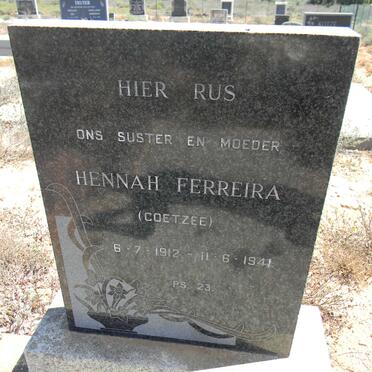 HIER RUS
ONS SUSTER EN MOEDER
HENNAH FERREIRA
(COETZEE)
6-7-1912 - 11-6-1941
PS 23.